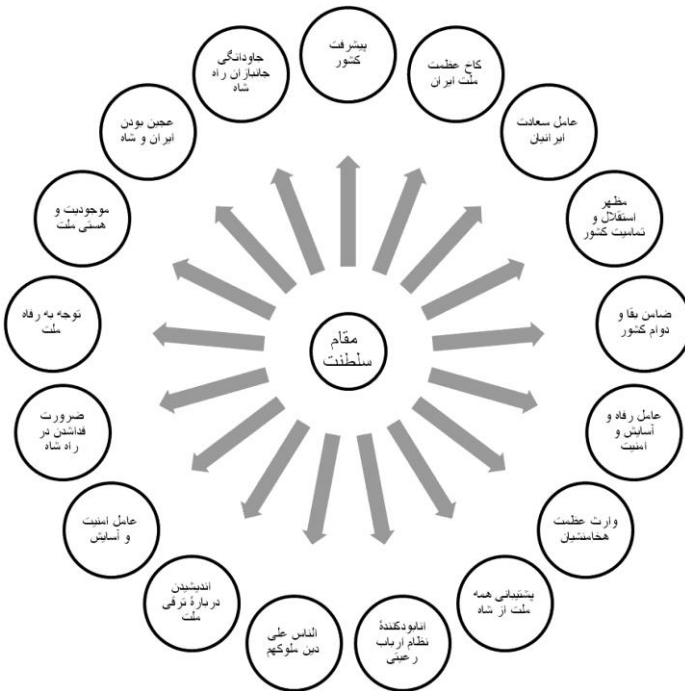 پیشرفت
کشور
کاخ عظمت
ملت ایران
عامل سعادت
ایرانیان
مظهر
استقلال و
تمامیت کشور
ضامن بقا و
دوام کشور
عامل رفاه و
آسایش و
امنیت
وارث عظمت
هخامنشیان
پشتیبانی همه
ملت از شاه
انابودکنندۀ
نظام ارباب
رعیتی
الناس علی
دین ملوکهم
اندیشیدن
دربارۀ ترقی
ملت
عامل امنیت
و آسایش
ضرورت
فداشدن در
راه شاه
توجه به رفاه
ملت
موجودیت و
هستی ملت
عجین بودن
ایران و شاه
جاودانگی
جانبازان راه
شاه
مقام
سلطنت